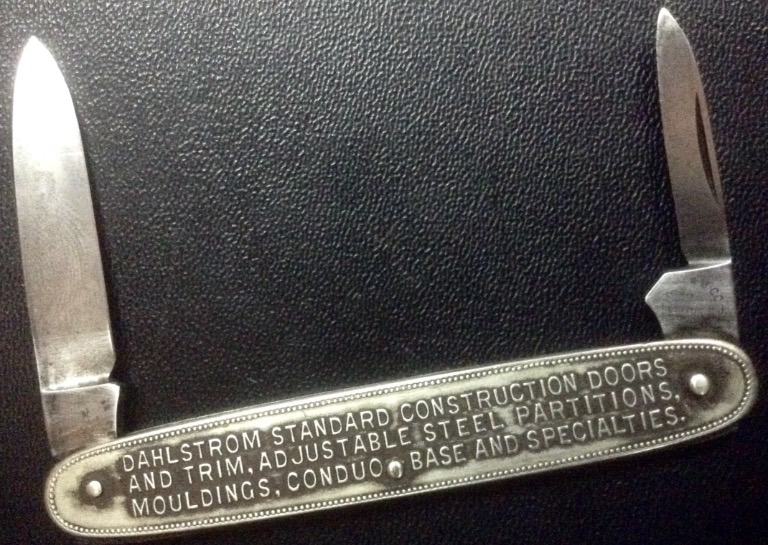 DAHLSTROM STANDARD CONSTRUCTION DOORS
AND TRIM, ADJUSTABLE STEEL PARTITIONS,
MOULDINGS, CONDUO BASE AND SPECIALTIES.